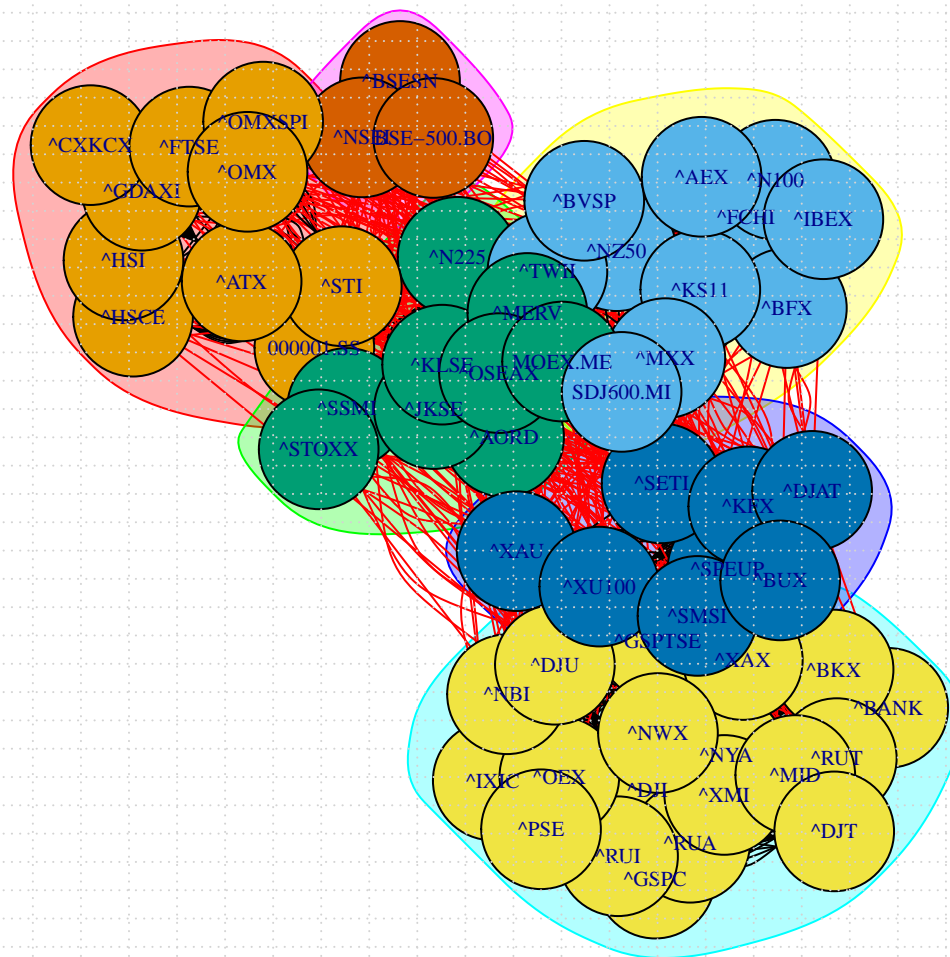 ^BSESN
^OMXSPI
^NSEI
BSE-500.BO
^CXKCX
^FTSE
^OMX
^GDAXI
^BVSP
^AEX
^N100
^FCHI
^IBEX
^HSI
^ATX
^STI
^N225
^TWII
^NZ50
^KS11
^BFX
^HSCE
^MERV
000001.SS
^KLSE
^OSEAX
MOEX.ME
^MXX
SDJ600.MI
^SSMI
^JKSE
^AORD
^STOXX
^SETI
^KFX
^DJAT
^XAU
^XU100
^SPEUP
^BUX
^SMSI
^GSPTSE
^DJU
^XAX
^BKX
^NBI
^BANK
^NWX
^NYA
^RUT
^IXIC
^OEX
^DJI
^XMI
^MID
^PSE
^DJT
^RUI
^RUA
^GSPC